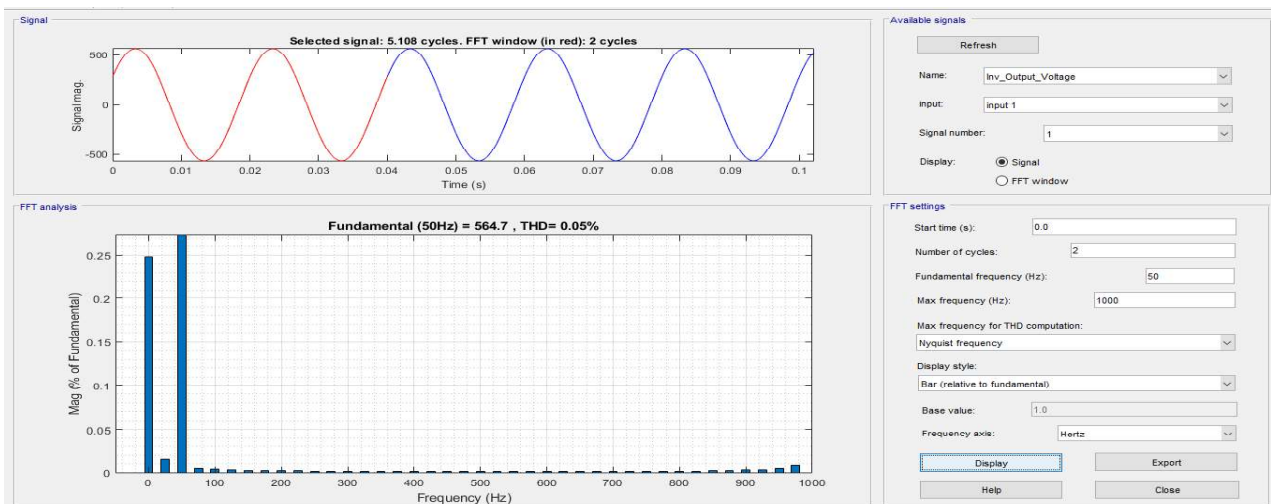 Signal
Selected signal: 5.108 cycles. FFT window (in red): 2 cycles
500
0
-500
Signal mag.
0 0.01 0.02 0.03 0.04 0.05 0.06 0.07 0.08 0.09 0.1
Time (s)
Available signals
Refresh
Name: Inv_Output_Voltage
input: input 1
Signal number: 1
Display: Signal
FFT window
FFT analysis
Fundamental (50Hz) = 564.7 , THD= 0.05%
0.25
0.2
0.15
0.1
0.05
0
Mag (% of Fundamental)
0 100 200 300 400 500 600 700 800 900 1000
Frequency (Hz)
FFT settings
Start time (s): 0.0
Number of cycles: 2
Fundamental frequency (Hz): 50
Max frequency (Hz): 1000
Max frequency for THD computation:
Nyquist frequency
Display style:
Bar (relative to fundamental)
Base value: 1.0
Frequency axis: Hertz
Display Export
Help Close